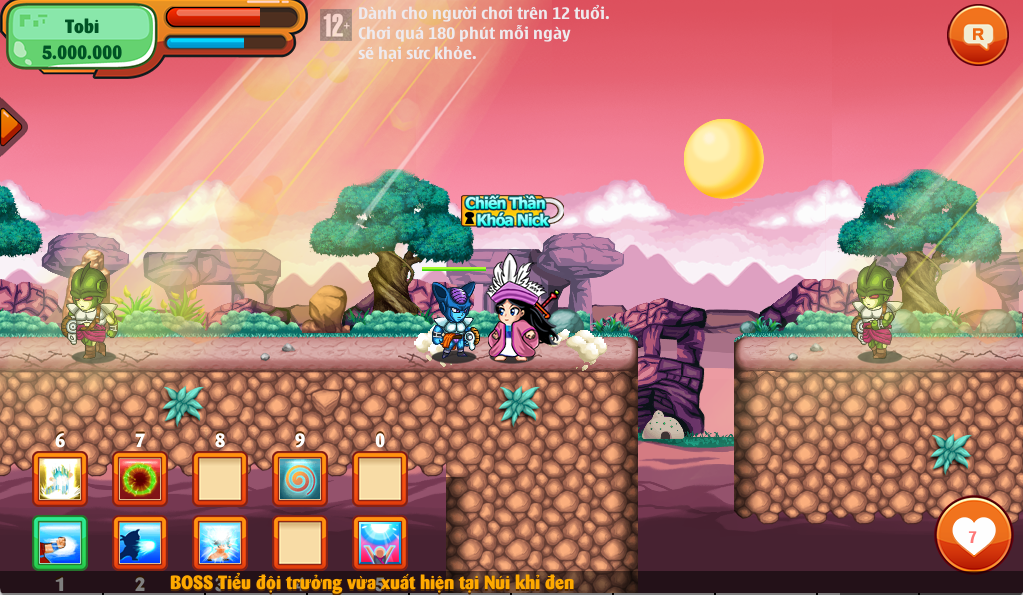 Tobi
5.000.000
12+
Dành cho người chơi trên 12 tuổi.
Chơi quá 180 phút mỗi ngày
sẽ hại sức khỏe.
R
Chiến Thần
Khóa Nick
6 7 8 9 0
7
1 2 3 5
BOSS Tiểu đội trưởng vừa xuất hiện tại Núi khỉ đen